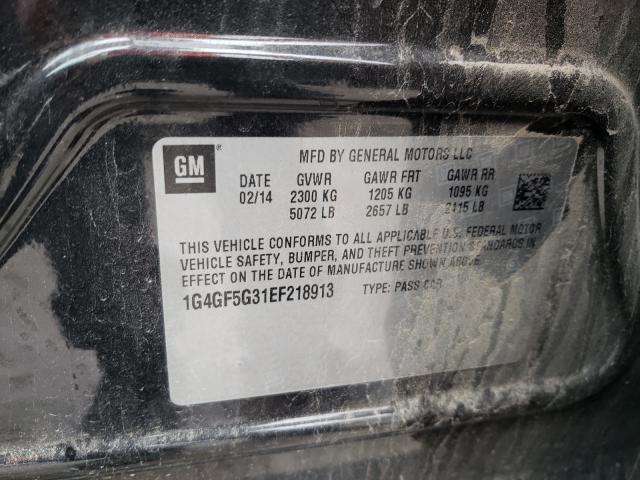 GM ®
MFD BY GENERAL MOTORS LLC
DATE GVWR GAWR FRT GAWR RR
02/14 2300 KG 1205 KG 1095 KG
5072 LB 2657 LB 2415 LB
THIS VEHICLE CONFORMS TO ALL APPLICABLE U.S. FEDERAL MOTOR
VEHICLE SAFETY, BUMPER, AND THEFT PREVENTION STANDARDS IN
EFFECT ON THE DATE OF MANUFACTURE SHOWN ABOVE.
1G4GF5G31EF218913 TYPE: PASS CAR